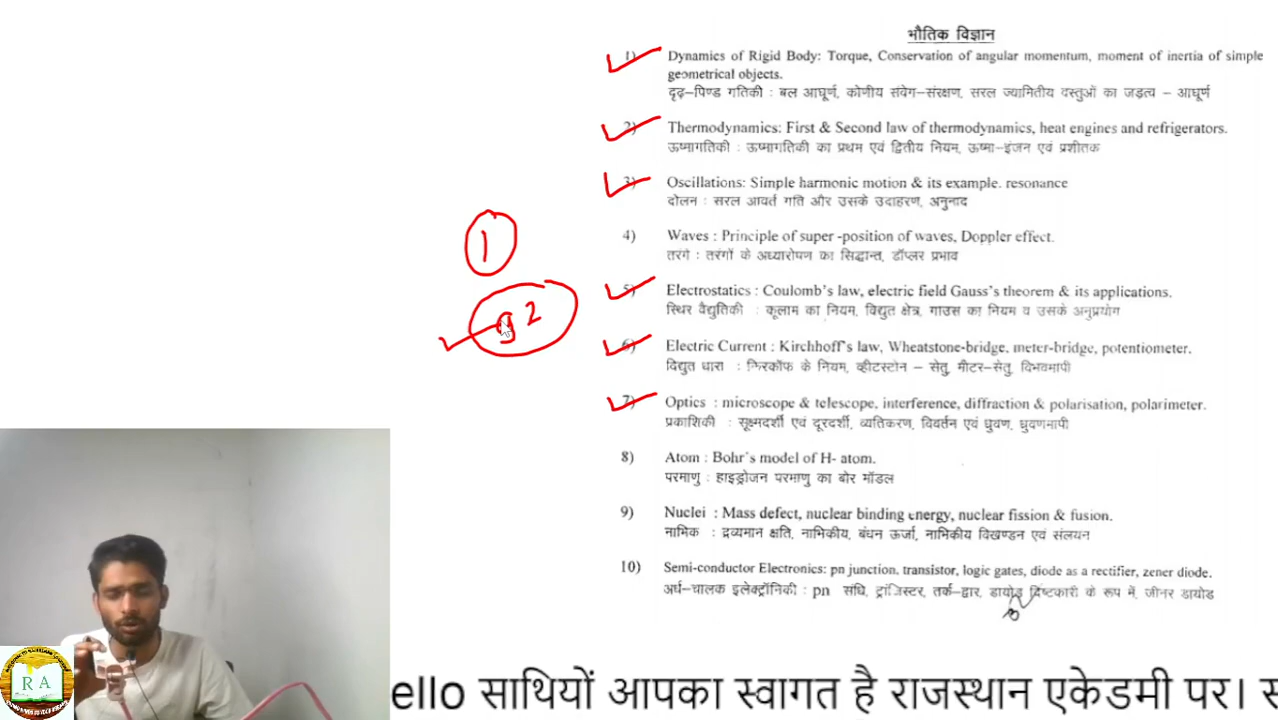 भौतिक विज्ञान
1) Dynamics of Rigid Body: Torque, Conservation of angular momentum, moment of inertia of simple
geometrical objects.
दृढ़–पिण्ड गतिकी : बल आघूर्ण, कोणीय संवेग–संरक्षण, सरल ज्यामितीय वस्तुओं का जड़त्व – आघूर्ण
2) Thermodynamics: First & Second law of thermodynamics, heat engines and refrigerators.
ऊष्मागतिकी : ऊष्मागतिकी का प्रथम एवं द्वितीय नियम, ऊष्मा–इंजन एवं प्रशीतक
3) Oscillations: Simple harmonic motion & its example. resonance
दोलन : सरल आवर्त गति और उसके उदाहरण, अनुनाद
1
4) Waves : Principle of super -position of waves, Doppler effect.
तरंगे : तरंगों के अध्यारोपण का सिद्धान्त, डॉप्लर प्रभाव
5) Electrostatics : Coulomb's law, electric field Gauss's theorem & its applications.
स्थिर वैद्युतिकी : कूलाम का नियम, विद्युत क्षेत्र, गाउस का नियम व उसके अनुप्रयोग
2
6) Electric Current : Kirchhoff's law, Wheatstone-bridge, meter-bridge, potentiometer.
विद्युत धारा : किरकॉफ के नियम, व्हीटस्टोन – सेतु, मीटर–सेतु, विभवमापी
7) Optics : microscope & telescope, interference, diffraction & polarisation, polarimeter.
प्रकाशिकी : सूक्ष्मदर्शी एवं दूरदर्शी, व्यतिकरण, विवर्तन एवं ध्रुवण, ध्रुवणमापी
8) Atom : Bohr's model of H- atom.
परमाणु : हाइड्रोजन परमाणु का बोर मॉडल
9) Nuclei : Mass defect, nuclear binding energy, nuclear fission & fusion.
नाभिक : द्रव्यमान क्षति, नाभिकीय, बंधन ऊर्जा, नाभिकीय विखण्डन एवं संलयन
10) Semi-conductor Electronics: pn junction, transistor, logic gates, diode as a rectifier, zener diode.
अर्ध–चालक इलेक्ट्रॉनिकी : pn संधि, ट्रांजिस्टर, तर्क–द्वार, डायोड दिष्टकारी के रूप में, जीनर डायोड
RA
ello साथियों आपका स्वागत है राजस्थान एकेडमी पर। स